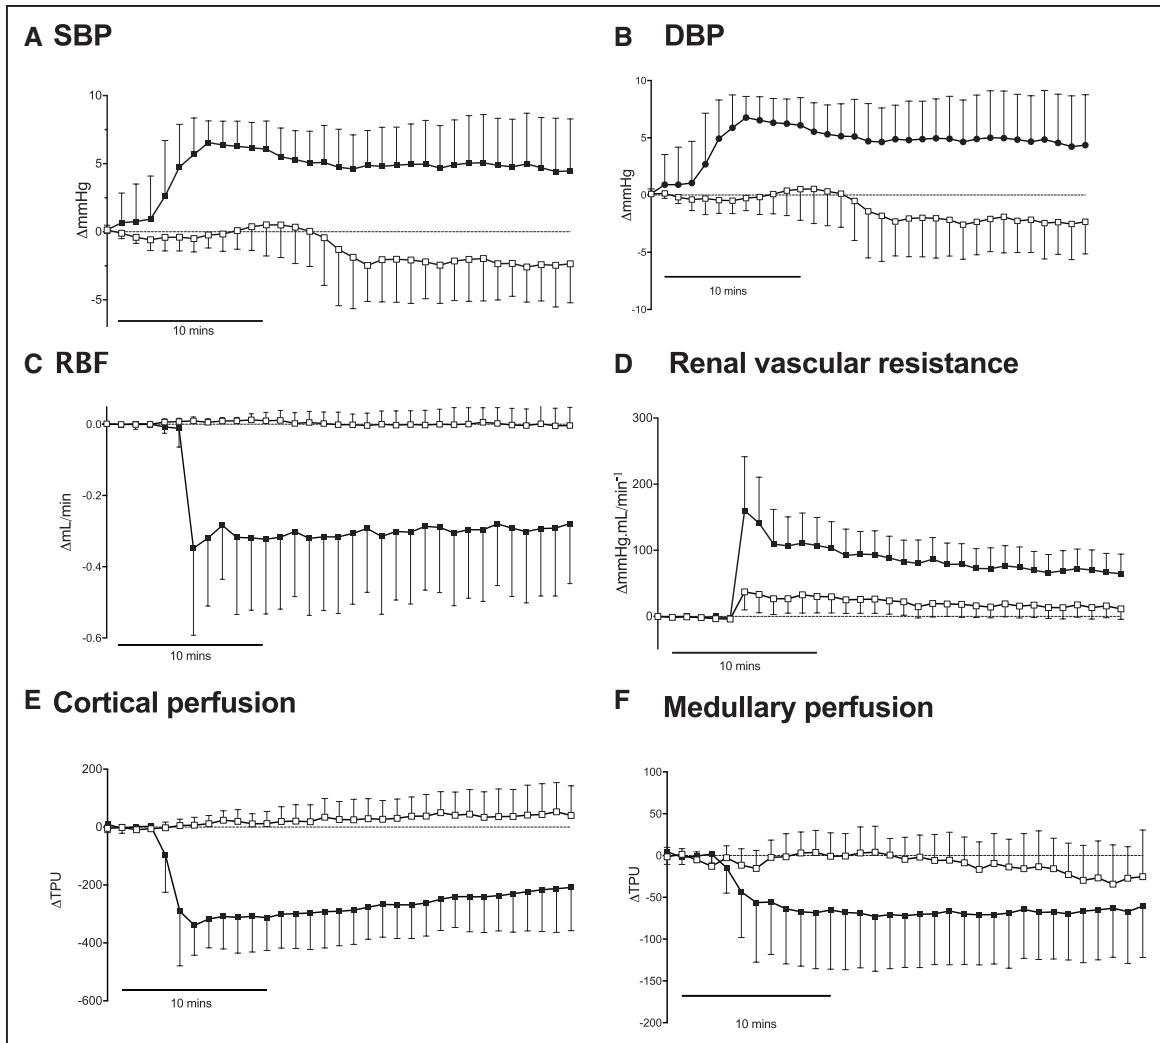 A SBP
10
5
0
-5
ΔmmHg
10 mins
B DBP
10
5
0
-5
-10
ΔmmHg
10 mins
C RBF
0.0
-0.2
-0.4
-0.6
ΔmL/min
10 mins
D Renal vascular resistance
300
200
100
0
ΔmmHg.mL/min⁻¹
10 mins
E Cortical perfusion
200
0
-200
-400
-600
ΔTPU
10 mins
F Medullary perfusion
100
50
0
-50
-100
-150
-200
ΔTPU
10 mins